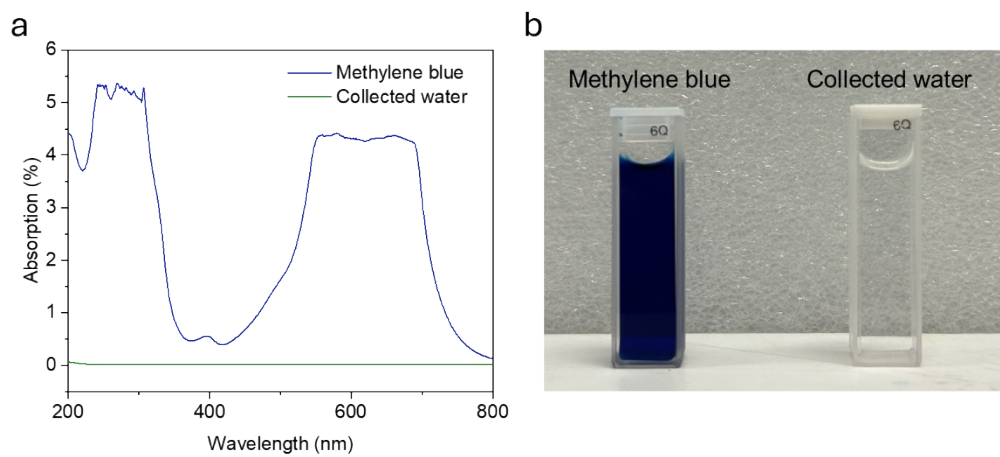 a
Absorption (%)
6
5
4
3
2
1
0
200
400
600
800
Wavelength (nm)
Methylene blue
Collected water
b
Methylene blue
Collected water
6Q
6Q